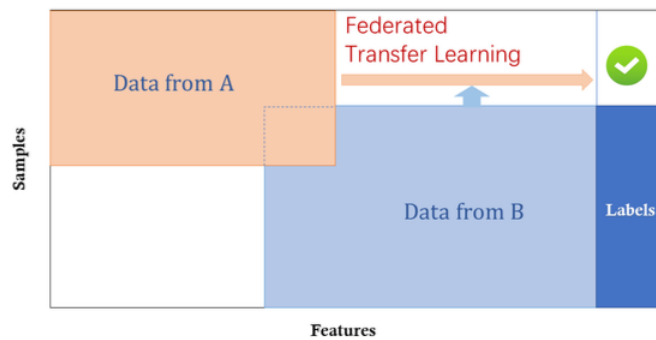 Federated
Transfer Learning
Data from A
Samples
Data from B
Labels
Features